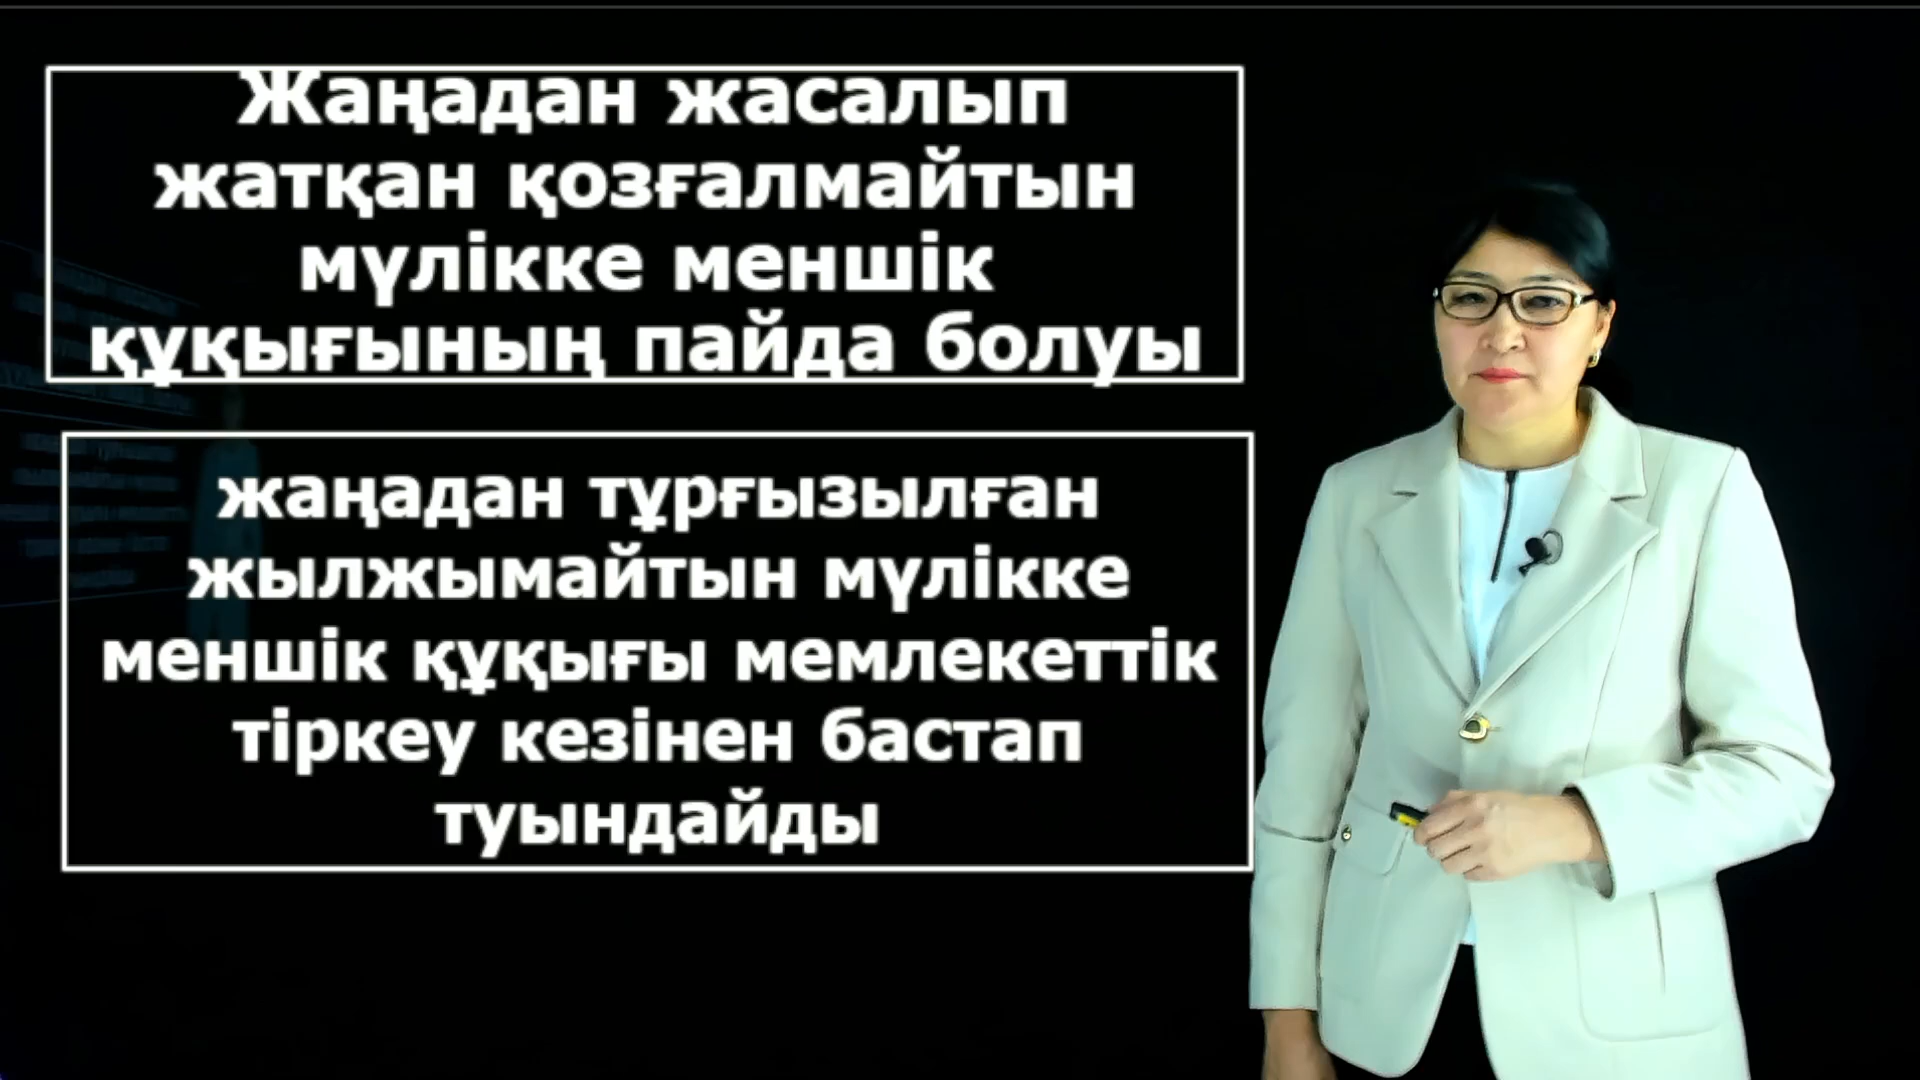 Жаңадан жасалып
жатқан қозғалмайтын
мүлікке меншік
құқығының пайда болуы
жаңадан тұрғызылған
жылжымайтын мүлікке
меншік құқығы мемлекеттік
тіркеу кезінен бастап
туындайды